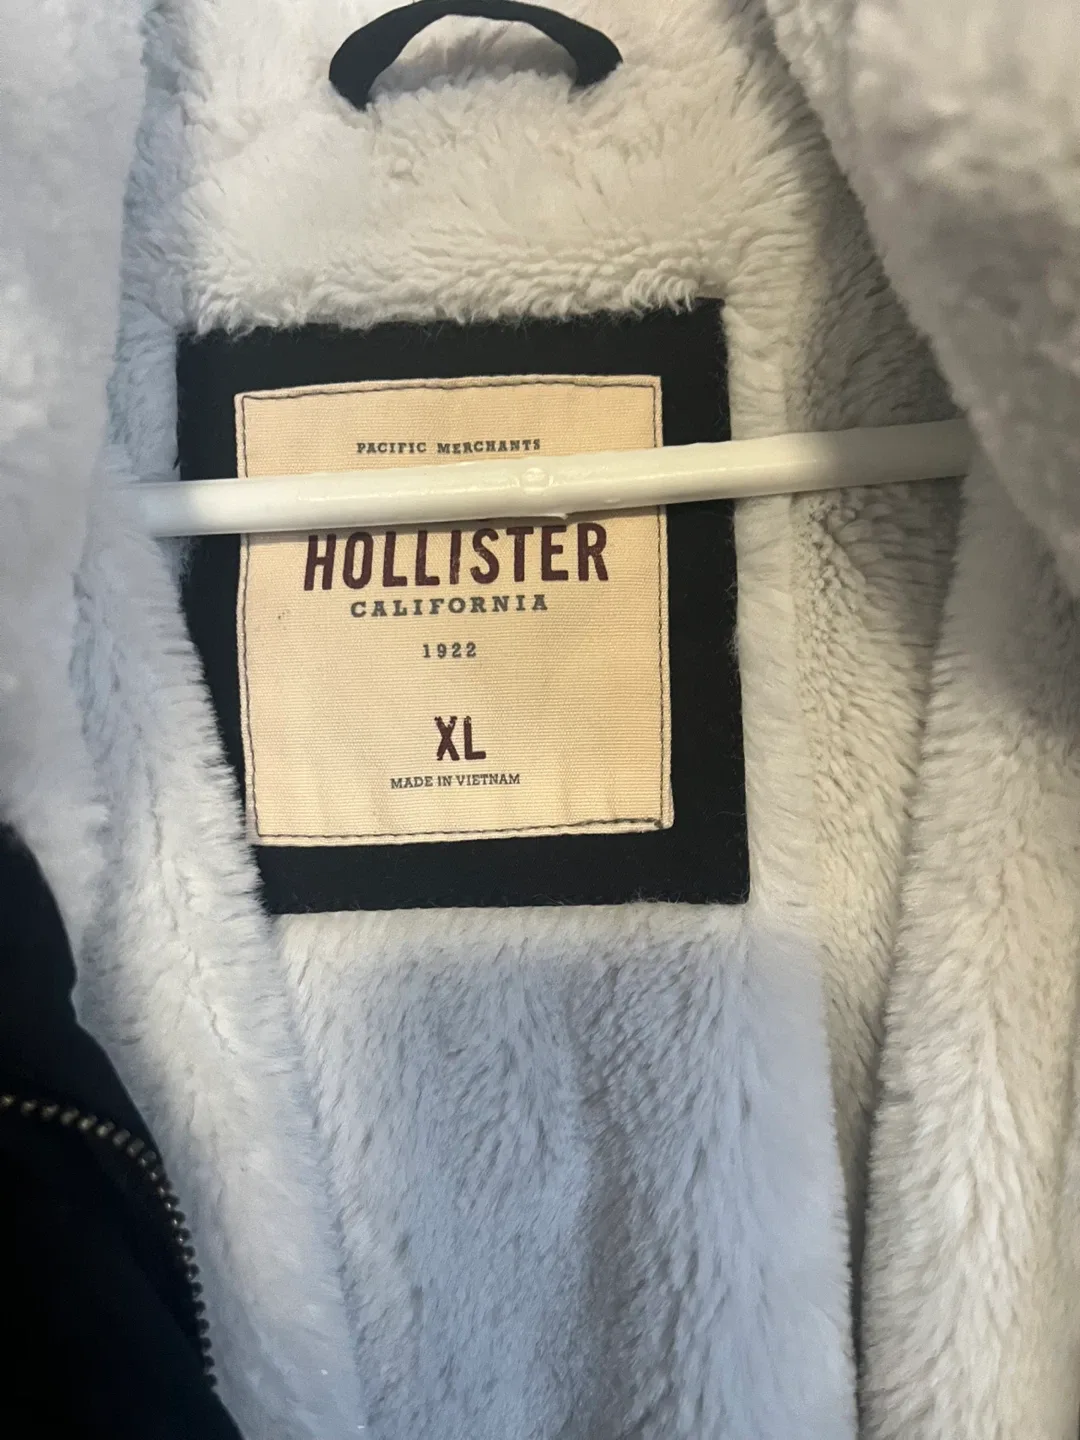 PACIFIC MERCHANTS
HOLLISTER
CALIFORNIA
1922
XL
MADE IN VIETNAM